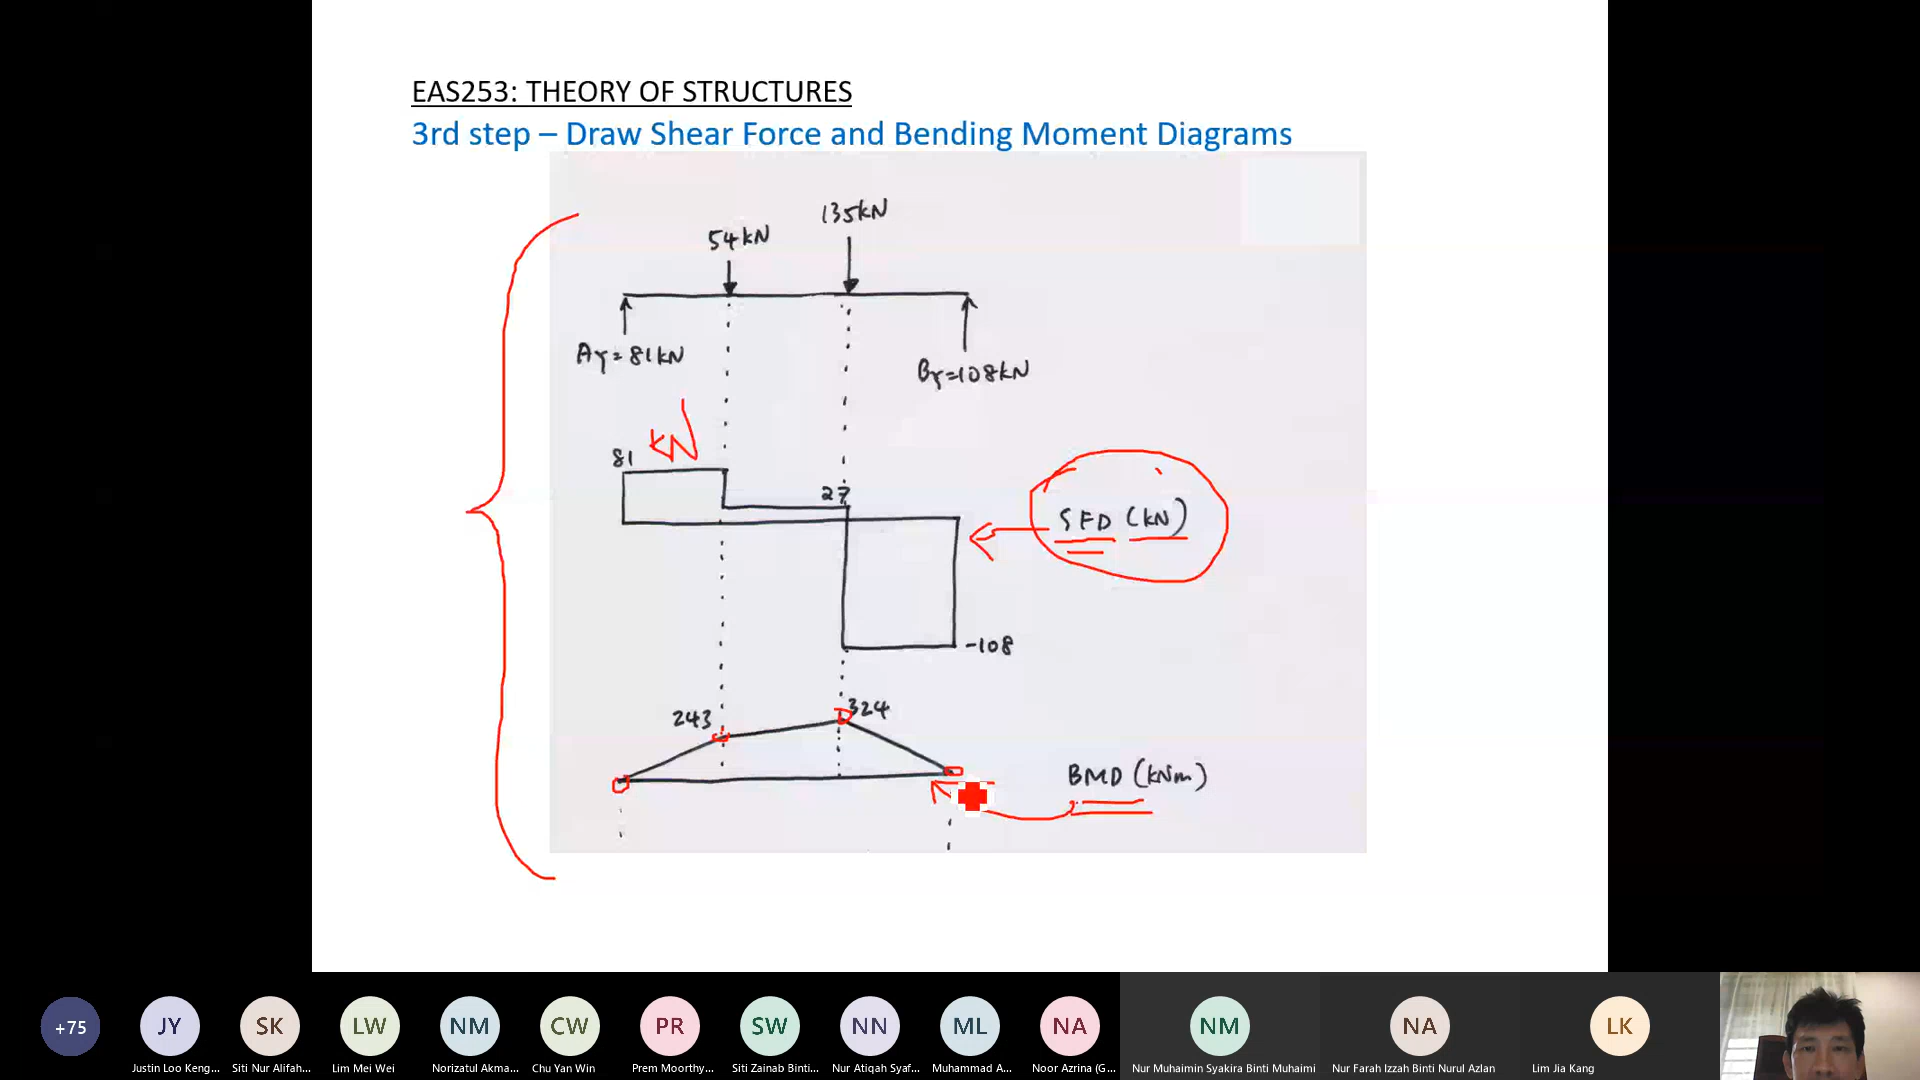 EAS253: THEORY OF STRUCTURES
3rd step – Draw Shear Force and Bending Moment Diagrams
135kN
54kN
Ay=81kN
By=108kN
kN
81
27
SFD (kN)
-108
243
324
BMD (kNm)
+75
JY
SK
LW
NM
CW
PR
SW
NN
ML
NA
NM
NA
LK
Justin Loo Keng...
Siti Nur Alifah...
Lim Mei Wei
Norizatul Akma...
Chu Yan Win
Prem Moorthy...
Siti Zainab Binti...
Nur Atiqah Syaf...
Muhammad A...
Noor Azrina (G...
Nur Muhaimin Syakira Binti Muhaimi
Nur Farah Izzah Binti Nurul Azlan
Lim Jia Kang